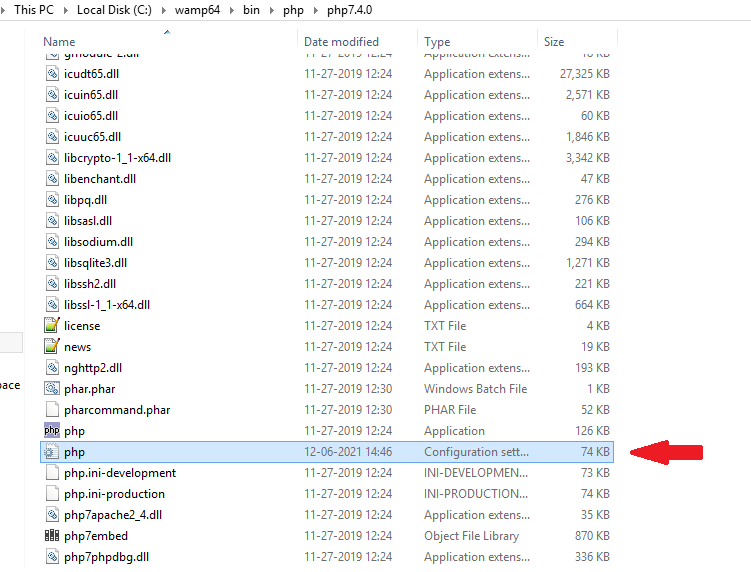 This PC › Local Disk (C:) › wamp64 › bin › php › php7.4.0
Name Date modified Type Size
gmodule-2.dll 11-27-2019 12:24 Application extens... 18 KB
icudt65.dll 11-27-2019 12:24 Application extens... 27,325 KB
icuin65.dll 11-27-2019 12:24 Application extens... 2,571 KB
icuio65.dll 11-27-2019 12:24 Application extens... 60 KB
icuuc65.dll 11-27-2019 12:24 Application extens... 1,846 KB
libcrypto-1_1-x64.dll 11-27-2019 12:24 Application extens... 3,342 KB
libenchant.dll 11-27-2019 12:24 Application extens... 47 KB
libpq.dll 11-27-2019 12:24 Application extens... 276 KB
libsasl.dll 11-27-2019 12:24 Application extens... 106 KB
libsodium.dll 11-27-2019 12:24 Application extens... 294 KB
libsqlite3.dll 11-27-2019 12:24 Application extens... 1,271 KB
libssh2.dll 11-27-2019 12:24 Application extens... 221 KB
libssl-1_1-x64.dll 11-27-2019 12:24 Application extens... 664 KB
license 11-27-2019 12:24 TXT File 4 KB
news 11-27-2019 12:24 TXT File 19 KB
nghttp2.dll 11-27-2019 12:24 Application extens... 193 KB
pace phar.phar 11-27-2019 12:30 Windows Batch File 1 KB
pharcommand.phar 11-27-2019 12:30 PHAR File 52 KB
php php 11-27-2019 12:24 Application 126 KB
php 12-06-2021 14:46 Configuration sett... 74 KB
php.ini-development 11-27-2019 12:24 INI-DEVELOPMEN... 73 KB
php.ini-production 11-27-2019 12:24 INI-PRODUCTION... 74 KB
php7apache2_4.dll 11-27-2019 12:24 Application extens... 35 KB
php7embed 11-27-2019 12:24 Object File Library 870 KB
php7phpdbg.dll 11-27-2019 12:24 Application extens... 336 KB